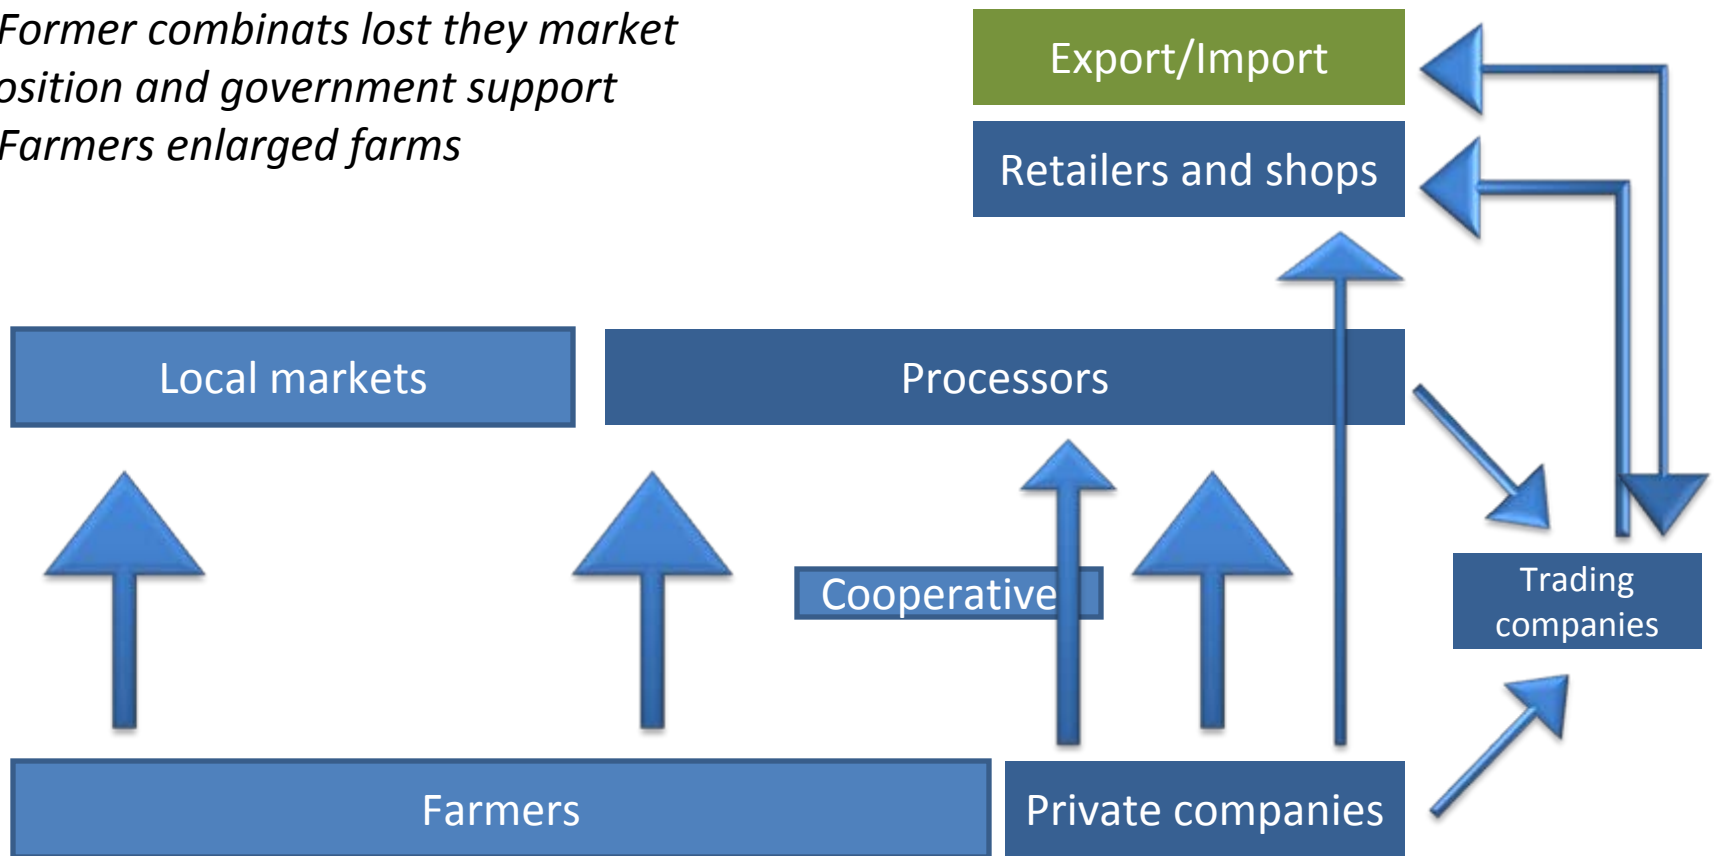 Former combinats lost they market
osition and government support
Farmers enlarged farms
Export/Import
Retailers and shops
Local markets
Processors
Cooperative
Trading
companies
Farmers
Private companies